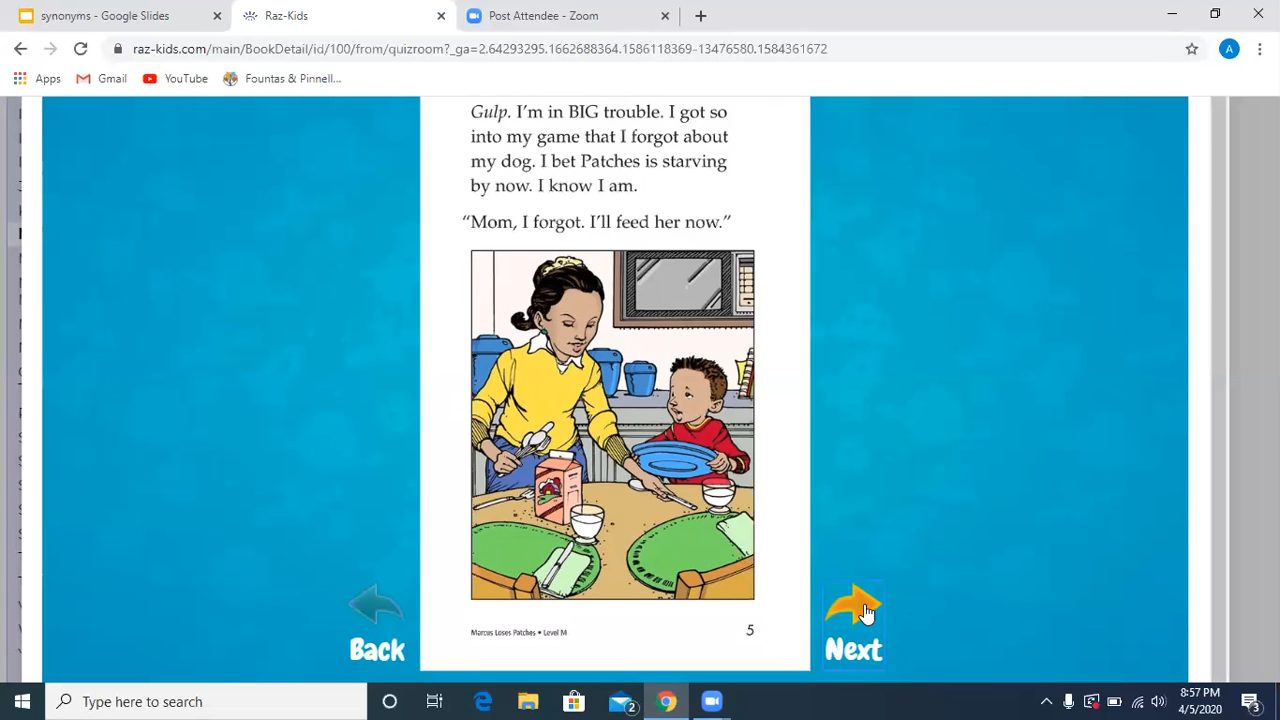 synonyms - Google Slides
Raz-Kids
Post Attendee - Zoom
raz-kids.com/main/BookDetail/id/100/from/quizroom?_ga=2.64293295.1662688364.1586118369-13476580.1584361672
A
Apps
Gmail
YouTube
Fountas & Pinnell...
Gulp. I'm in BIG trouble. I got so
into my game that I forgot about
my dog. I bet Patches is starving
by now. I know I am.
“Mom, I forgot. I'll feed her now.”
Marcus Loses Patches • Level M
5
Back
Next
Type here to search
2
8:57 PM
4/5/2020
3